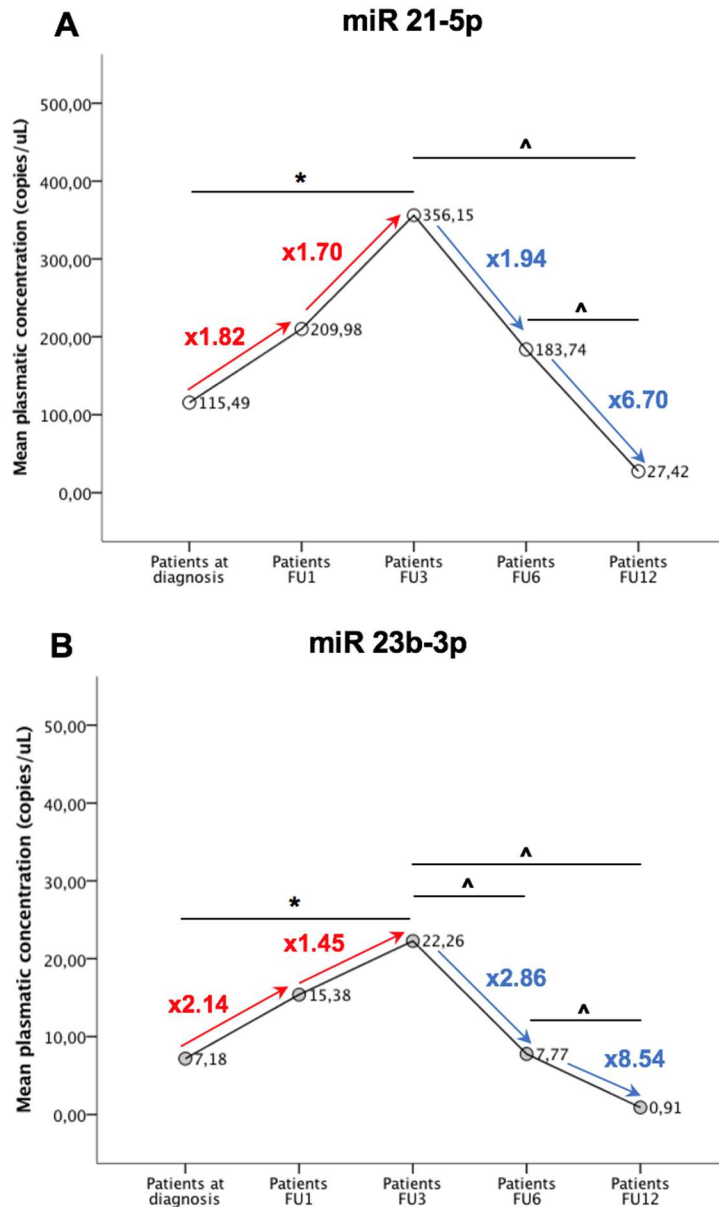 A
miR 21-5p
Mean plasmatic concentration (copies/uL)
500,00
400,00
300,00
200,00
100,00
0,00
*
^
^
x1.82
x1.70
x1.94
x6.70
115,49
209,98
356,15
183,74
27,42
Patients at
diagnosis
Patients
FU1
Patients
FU3
Patients
FU6
Patients
FU12
B
miR 23b-3p
Mean plasmatic concentration (copies/uL)
50,00
40,00
30,00
20,00
10,00
0,00
*
^
^
^
x2.14
x1.45
x2.86
x8.54
7,18
15,38
22,26
7,77
0,91
Patients at
diagnosis
Patients
FU1
Patients
FU3
Patients
FU6
Patients
FU12